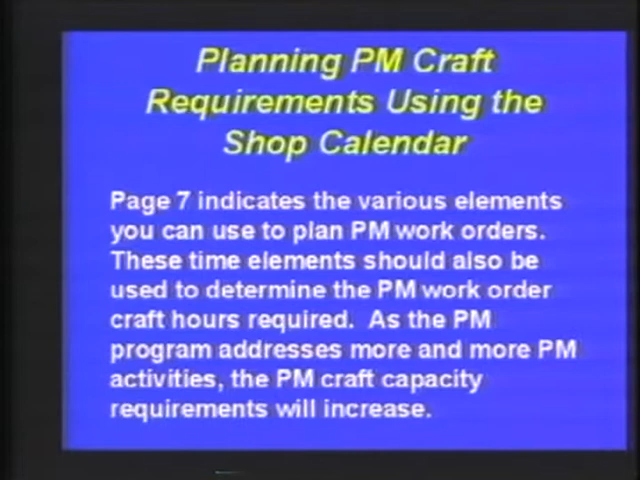 Planning PM Craft
Requirements Using the
Shop Calendar
Page 7 indicates the various elements
you can use to plan PM work orders.
These time elements should also be
used to determine the PM work order
craft hours required.  As the PM
program addresses more and more PM
activities, the PM craft capacity
requirements will increase.